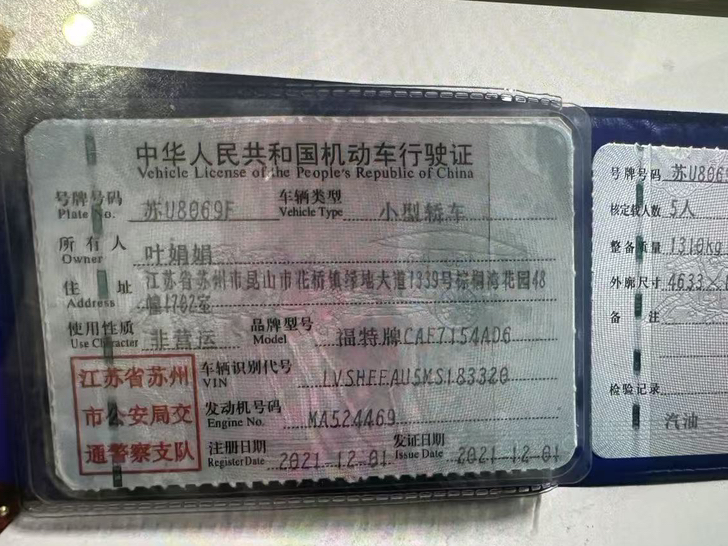 中华人民共和国机动车行驶证
Vehicle License of the People's Republic of China
号牌号码 苏U8069F 车辆类型 小型轿车
Plate No. Vehicle Type
所有人 叶娟娟
Owner
住址 江苏省苏州市昆山市花桥镇绿地大道1339号棕榈湾花园48
Address 幢1702室
使用性质 非营运 品牌型号 福特牌CAF7154AD6
Use Character Model
江苏省苏州
市公安局交
通警察支队
车辆识别代号 LVSHFFAU5MS183320
VIN
发动机号码 MA524469
Engine No.
注册日期 2021-12-01 发证日期 2021-12-01
Register Date Issue Date
号牌号码 苏U806
核定载人数 5人
整备质量 1310kg
外廓尺寸 4633×
备注
检验记录
汽油